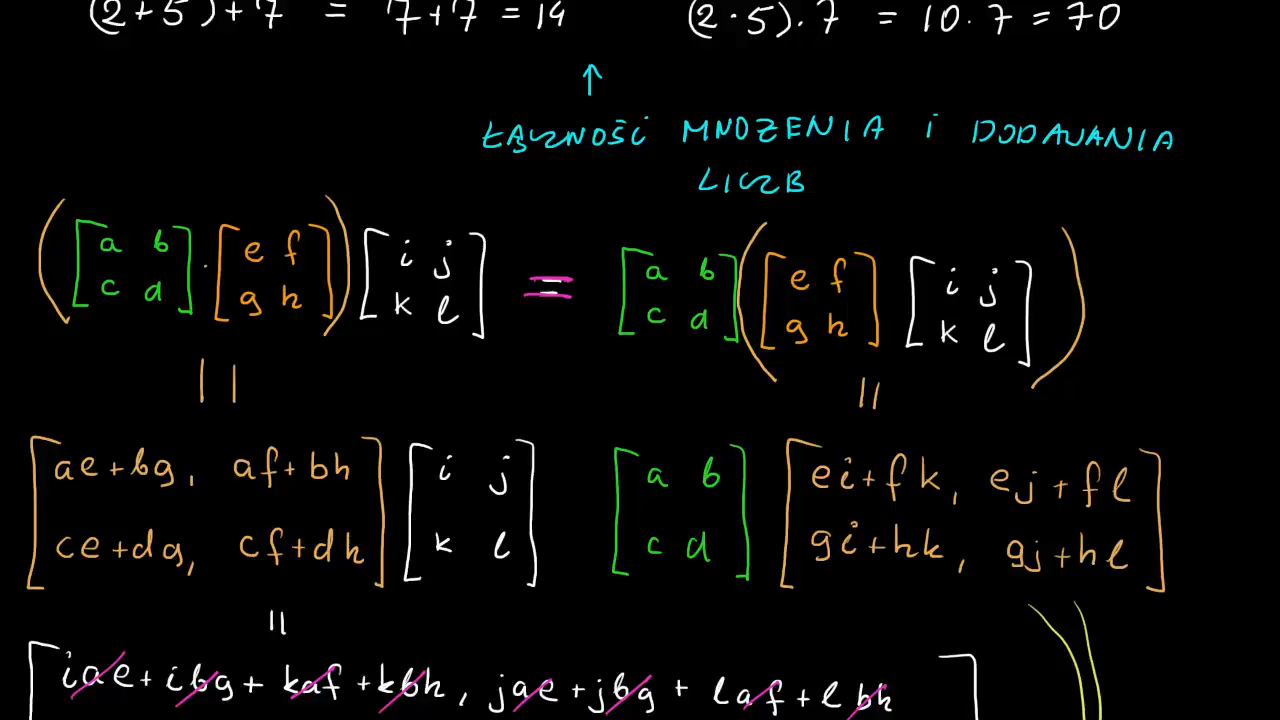 (2+5)+7 = 7+7=14 (2·5)·7 = 10·7=70
↑
ŁĄCZNOŚĆ MNOŻENIA I DODAWANIA
LICZB
([a b] · [e f]) [i j] = [a b] ([e f] [i j])
[c d] [g h] [k l] [c d] [g h] [k l]
|| ||
[ae+bg, af+bh] [i j] [a b] [ei+fk, ej+fl]
[ce+dg, cf+dh] [k l] [c d] [gi+hk, gj+hl]
||
[iae+ibg+kaf+kbh, jae+jbg+laf+lbh]